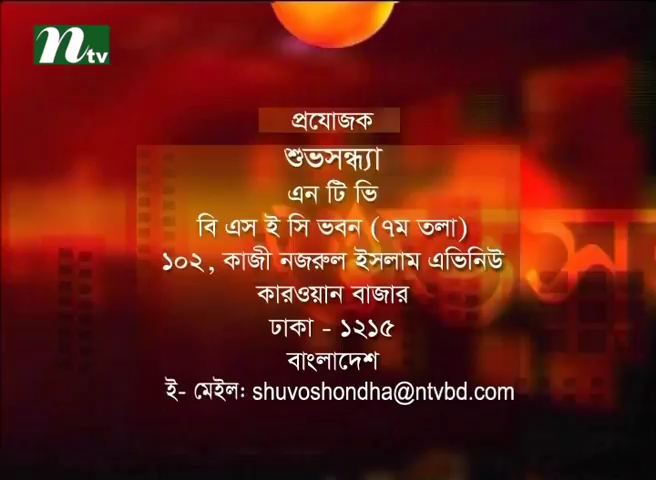 ntv
প্রযোজক
শুভসন্ধ্যা
এন টি ভি
বি এস ই সি ভবন (৭ম তলা)
১০২, কাজী নজরুল ইসলাম এভিনিউ
কারওয়ান বাজার
ঢাকা - ১২১৫
বাংলাদেশ
ই- মেইল: shuvoshondha@ntvbd.com